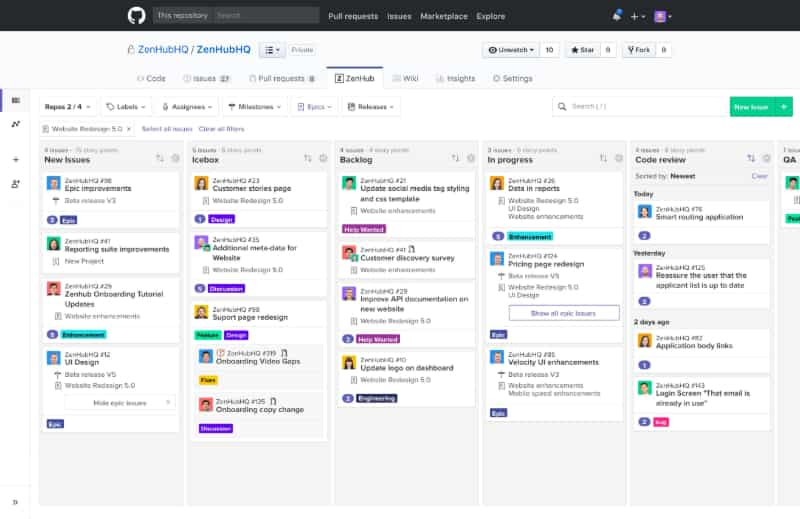 This repository
Search
Pull requests
Issues
Marketplace
Explore
ZenHubHQ / ZenHubHQ
Private
Unwatch
10
Star
Fork
Code
Issues 27
Pull requests 8
ZenHub
Wiki
Insights
Settings
Repos 2 / 4
Labels
Assignees
Milestones
Epics
Releases
Search ( / )
New Issue +
Website Redesign 5.0 ×
Select all issues
Clear all filters
4 issues · 15 story points
New Issues
ZenHubHQ #98
Epic improvements
Beta release V3
Epic
ZenHubHQ #41
Reporting suite improvements
New Project
ZenHubHQ #29
Zenhub Onboarding Tutorial
Updates
Website enhancements
Enhancement
ZenHubHQ #12
UI Design
Beta release V5
Website Redesign 5.0
Hide epic issues
Epic
5 issues ·
story points
Icebox
ZenHubHQ #23
Customer stories page
Website Redesign 5.0
1
Design
ZenHubHQ #35
Additional meta-data for
Website
Website Redesign 5.0
5
Discussion
ZenHubHQ #98
Suport page redesign
Feature
Design
ZenHubHQ #319
Onboarding Video Gaps
ZenHubHQ #125
Onboarding copy change
Discussion
4 issues ·
story points
Backlog
ZenHubHQ #21
Update social media tag styling
and css template
Website enhancements
Help Wanted
ZenHubHQ #41
Customer discovery survey
Website enhancements
ZenHubHQ #29
Improve API documentation on
new website
Website Redesign 5.0
2
Help Wanted
ZenHubHQ #10
Update logo on dashboard
Website Redesign 5.0
2
Engineering
3 issues ·
story points
In progress
ZenHubHQ #26
Data in reports
Website Redesign 5.0
UI Design
Website enhancements
5
Enhancement
ZenHubHQ #124
Pricing page redesign
Beta release V5
Website Redesign 5.0
UI Design
Show all epic issues
Epic
ZenHubHQ #85
Velocity UI enhancements
Beta release V3
Website enhancements
Mobile speed enhancements
Epic
4 issues ·
story points
Code review
Sorted by: Newest
Clear
Today
ZenHubHQ #76
Smart routing application
2
Yesterday
ZenHubHQ #125
Reassure the user that the
applicant list is up to date
2
2 days ago
ZenHubHQ #82
Application body links
1
ZenHubHQ #143
Login Screen "That email is
already in use"
2
bug
QA